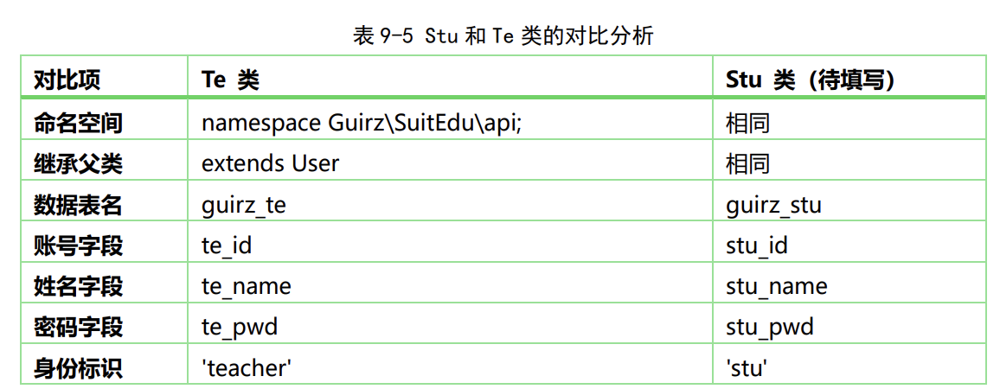 表 9-5 Stu 和 Te 类的对比分析
对比项 Te 类 Stu 类（待填写）
命名空间 namespace Guirz\SuitEdu\api; 相同
继承父类 extends User 相同
数据表名 guirz_te guirz_stu
账号字段 te_id stu_id
姓名字段 te_name stu_name
密码字段 te_pwd stu_pwd
身份标识 'teacher' 'stu'